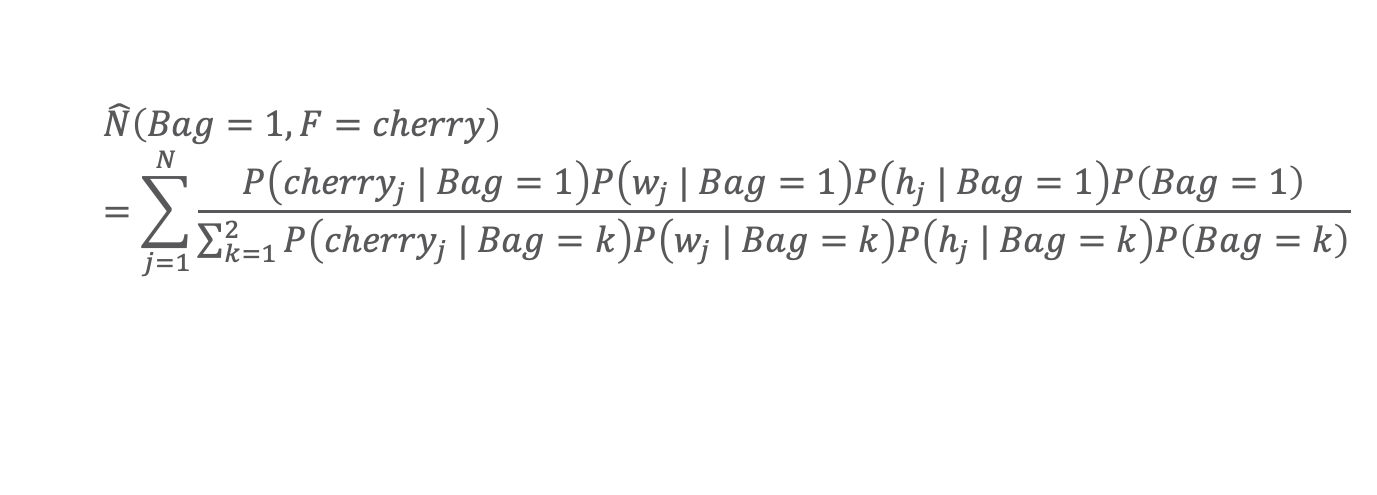 N̂(Bag = 1, F = cherry)
= ∑_{j=1}^{N} \frac{P(cherry_j | Bag = 1)P(w_j | Bag = 1)P(h_j | Bag = 1)P(Bag = 1)}{∑_{k=1}^{2} P(cherry_j | Bag = k)P(w_j | Bag = k)P(h_j | Bag = k)P(Bag = k)}